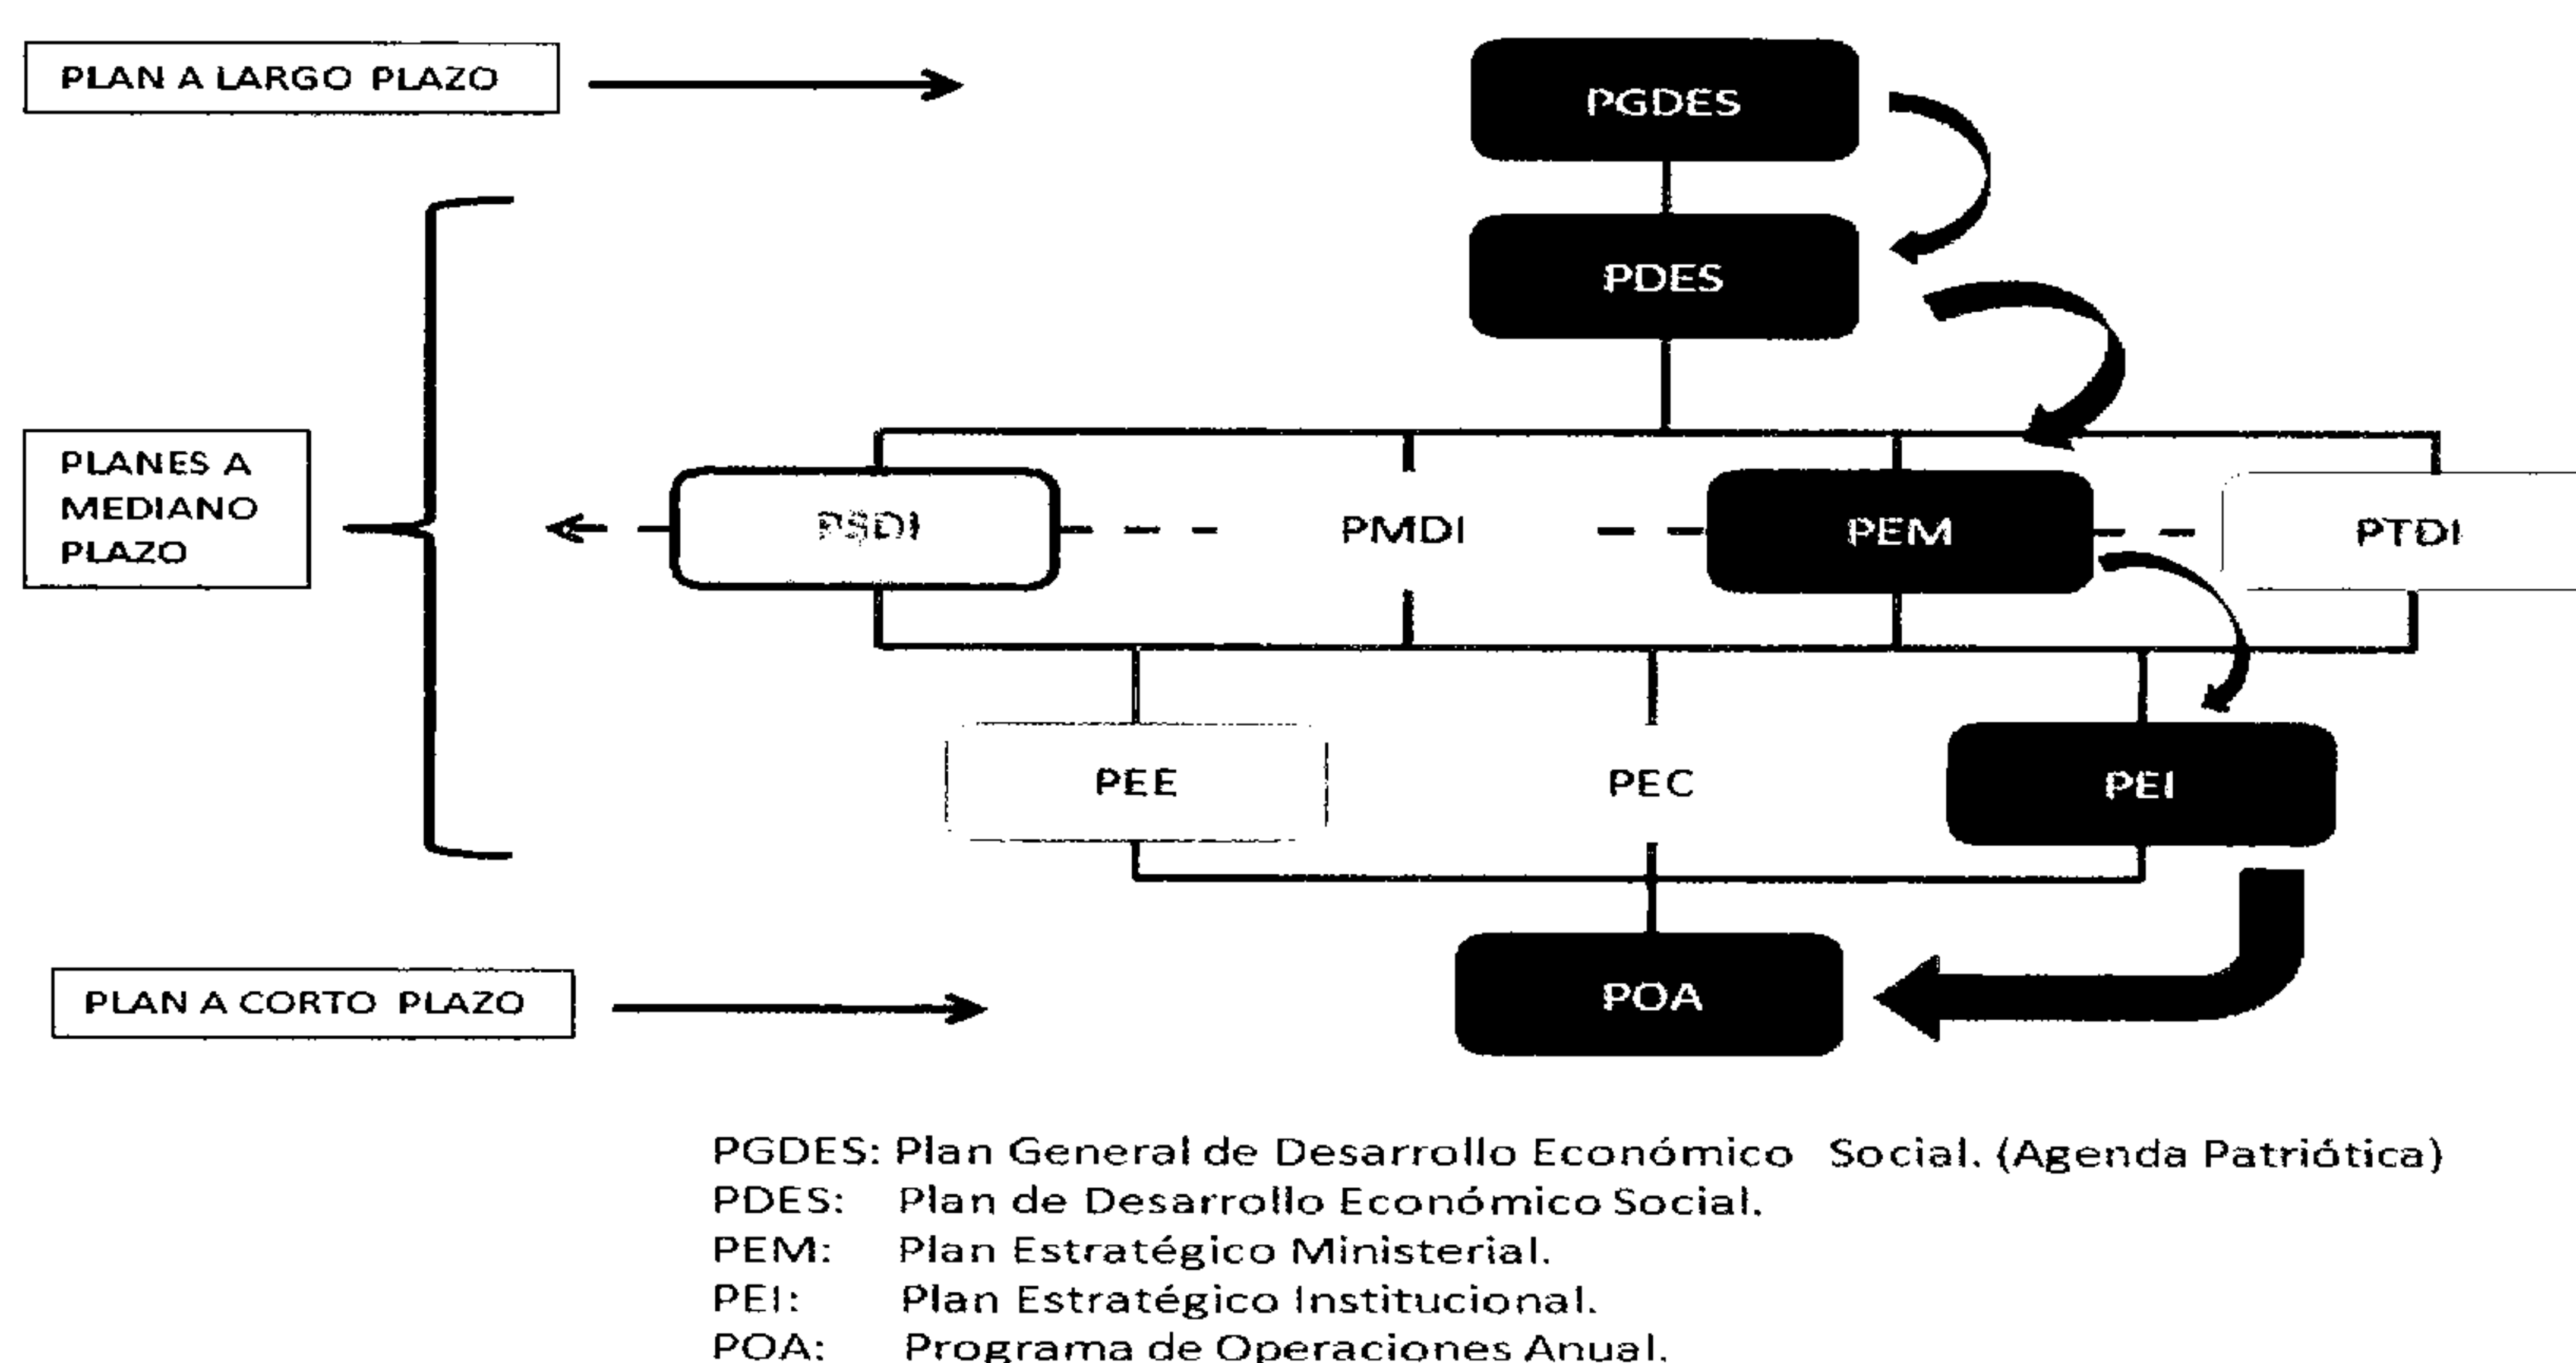 PLAN A LARGO PLAZO
PGDES
PDES
PLANES A
MEDIANO
PLAZO
PSDI
PMDI
PEM
PTDI
PEE
PEC
PEI
PLAN A CORTO PLAZO
POA
PGDES: Plan General de Desarrollo Económico Social. (Agenda Patriótica)
PDES: Plan de Desarrollo Económico Social.
PEM: Plan Estratégico Ministerial.
PEI: Plan Estratégico Institucional.
POA: Programa de Operaciones Anual.